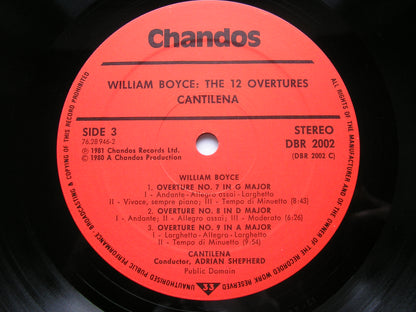 Chandos
WILLIAM BOYCE: THE 12 OVERTURES
CANTILENA
SIDE 3
76.28 946-2
℗ 1981 Chandos Records Ltd.
© 1980 A Chandos Production
STEREO
DBR 2002
(DBR 2002 C)
WILLIAM BOYCE
1. OVERTURE NO. 7 IN G MAJOR
I - Andante - Allegro assai - Larghetto
II - Vivace, sempre piano; III - Tempo di Minuetto (8:43)
2. OVERTURE NO. 8 IN D MAJOR
I - Andante; II - Allegro assai; III - Moderato (6:26)
3. OVERTURE NO. 9 IN A MAJOR
I - Larghetto - Allegro - Larghetto
II - Tempo di Minuetto (9:54)
CANTILENA
Conductor, ADRIAN SHEPHERD
Public Domain
33
ALL RIGHTS OF THE MANUFACTURER AND OF THE OWNER OF THE RECORDED WORK RESERVED
UNAUTHORISED PUBLIC PERFORMANCE BROADCASTING & COPYING OF THIS RECORD PROHIBITED